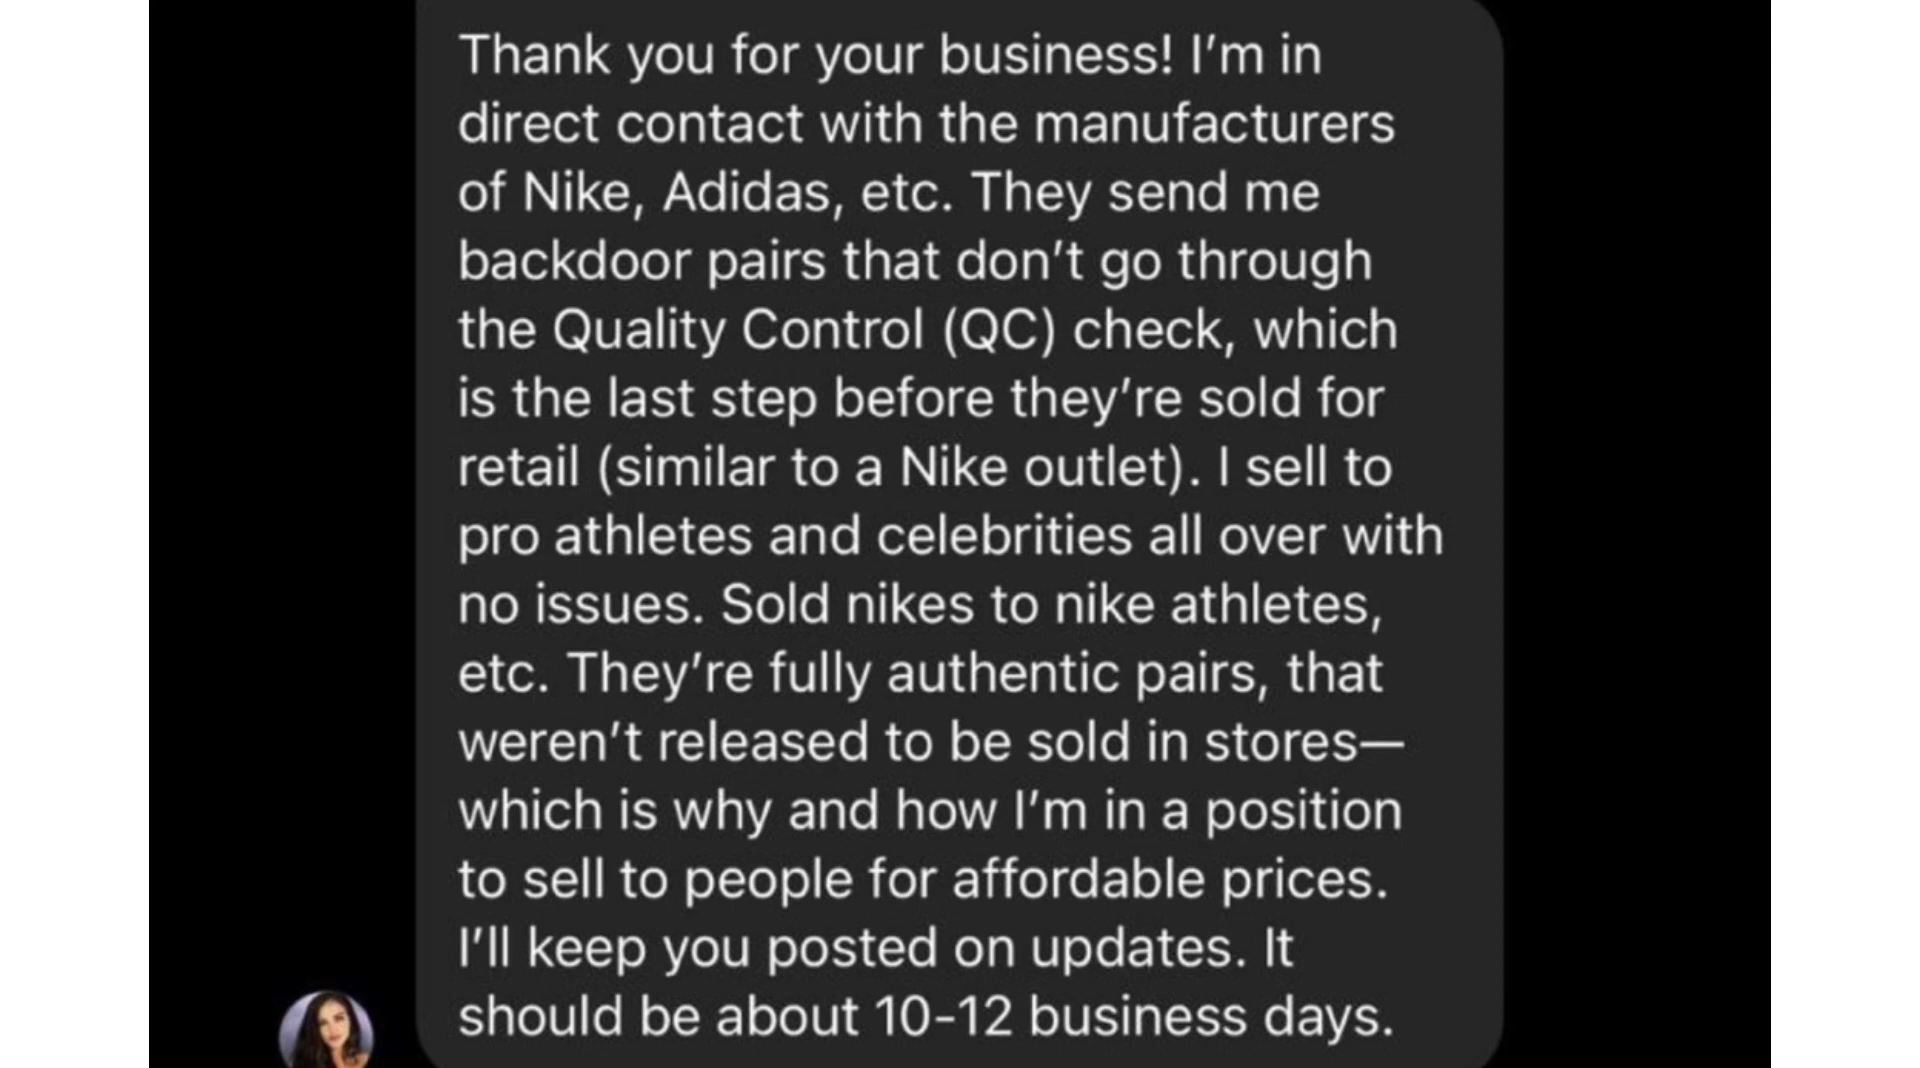 Thank you for your business! I’m in
direct contact with the manufacturers
of Nike, Adidas, etc. They send me
backdoor pairs that don’t go through
the Quality Control (QC) check, which
is the last step before they’re sold for
retail (similar to a Nike outlet). I sell to
pro athletes and celebrities all over with
no issues. Sold nikes to nike athletes,
etc. They’re fully authentic pairs, that
weren’t released to be sold in stores—
which is why and how I’m in a position
to sell to people for affordable prices.
I’ll keep you posted on updates. It
should be about 10-12 business days.